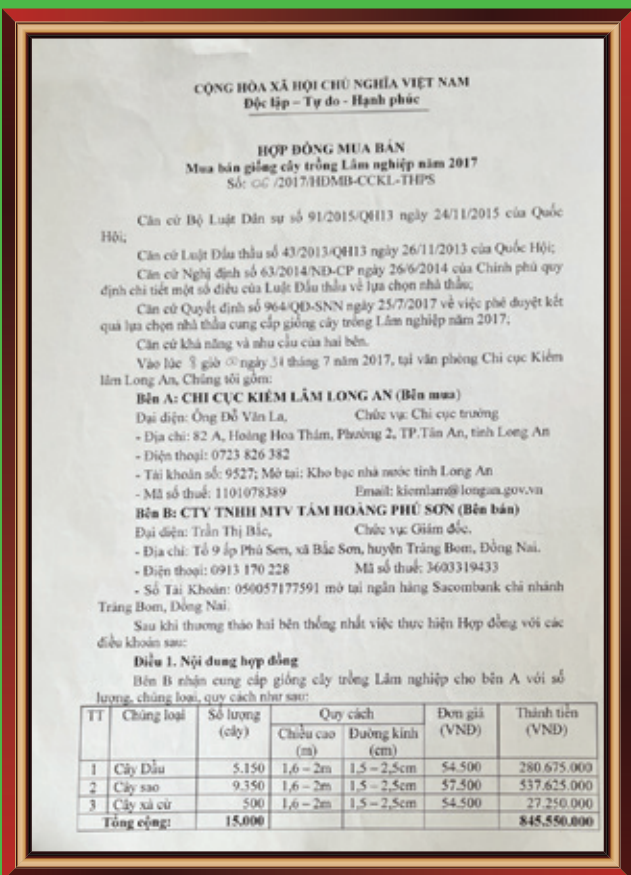 CỘNG HÒA XÃ HỘI CHỦ NGHĨA VIỆT NAM
Độc lập – Tự do - Hạnh phúc
HỢP ĐỒNG MUA BÁN
Mua bán giống cây trồng Lâm nghiệp năm 2017
Số: /2017/HĐMB-CCKL-THPS
Căn cứ Bộ Luật Dân sự số 91/2015/QH13 ngày 24/11/2015 của Quốc
Hội;
Căn cứ Luật Đấu thầu số 43/2013/QH13 ngày 26/11/2013 của Quốc Hội;
Căn cứ Nghị định số 63/2014/NĐ-CP ngày 26/6/2014 của Chính phủ quy
định chi tiết một số điều của Luật Đấu thầu về lựa chọn nhà thầu;
Căn cứ Quyết định số 964/QĐ-SNN ngày 25/7/2017 về việc phê duyệt kết
quả lựa chọn nhà thầu cung cấp giống cây trồng Lâm nghiệp năm 2017;
Căn cứ khả năng và nhu cầu của hai bên.
Vào lúc 8 giờ ngày 31 tháng 7 năm 2017, tại văn phòng Chi cục Kiểm
lâm Long An, Chúng tôi gồm:
Bên A: CHI CỤC KIỂM LÂM LONG AN (Bên mua)
Đại diện: Ông Đỗ Văn La, Chức vụ: Chi cục trưởng
- Địa chỉ: 82 A, Hoàng Hoa Thám, Phường 2, TP.Tân An, tỉnh Long An
- Điện thoại: 0723 826 382
- Tài khoản số: 9527; Mở tại: Kho bạc nhà nước tỉnh Long An
- Mã số thuế: 1101078389 Email: kiemlam@longan.gov.vn
Bên B: CTY TNHH MTV TÁM HOÀNG PHÚ SƠN (Bên bán)
Đại diện: Trần Thị Bắc, Chức vụ: Giám đốc.
- Địa chỉ: Tổ 9 ấp Phú Sơn, xã Bắc Sơn, huyện Trảng Bom, Đồng Nai.
- Điện thoại: 0913 170 228 Mã số thuế: 3603319433
- Số Tài Khoản: 050057177591 mở tại ngân hàng Sacombank chi nhánh
Trảng Bom, Đồng Nai.
Sau khi thương thảo hai bên thống nhất việc thực hiện Hợp đồng với các
điều khoản sau:
Điều 1. Nội dung hợp đồng
Bên B nhận cung cấp giống cây trồng Lâm nghiệp cho bên A với số
lượng, chủng loại, quy cách như sau:
TT Chủng loại Số lượng (cây) Quy cách Đơn giá (VNĐ) Thành tiền (VNĐ)
Chiều cao (m) Đường kính (cm)
1 Cây Dầu 5.150 1,6 – 2m 1,5 – 2,5cm 54.500 280.675.000
2 Cây sao 9.350 1,6 – 2m 1,5 – 2,5cm 57.500 537.625.000
3 Cây xà cừ 500 1,6 – 2m 1,5 – 2,5cm 54.500 27.250.000
Tổng cộng: 15.000 845.550.000